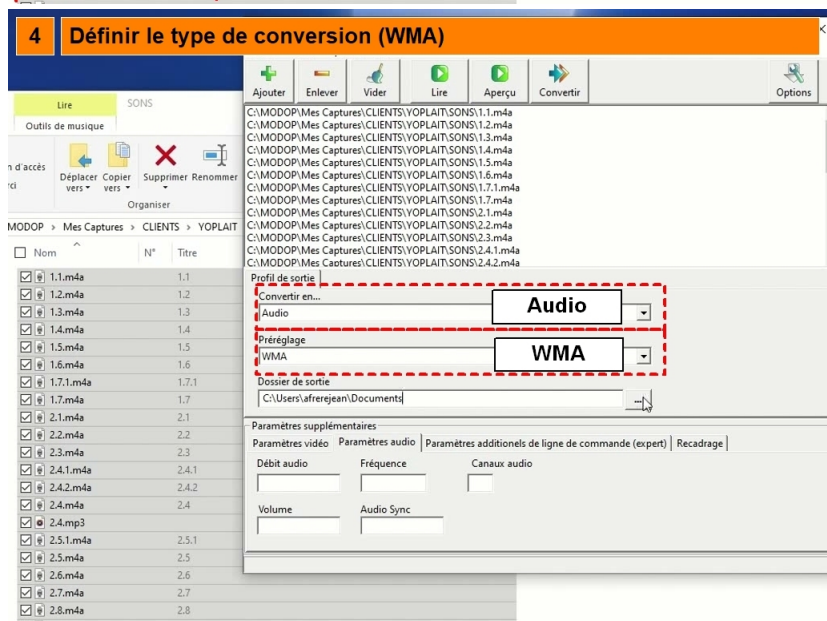 4 Définir le type de conversion (WMA)
Ajouter Enlever Vider Lire Aperçu Convertir Options
Lire SONS
Outils de musique
n d'accès
rci
Déplacer vers Copier vers Supprimer Renommer
Organiser
MODOP > Mes Captures > CLIENTS > YOPLAIT
Nom N° Titre
1.1.m4a 1.1
1.2.m4a 1.2
1.3.m4a 1.3
1.4.m4a 1.4
1.5.m4a 1.5
1.6.m4a 1.6
1.7.1.m4a 1.7.1
1.7.m4a 1.7
2.1.m4a 2.1
2.2.m4a 2.2
2.3.m4a 2.3
2.4.1.m4a 2.4.1
2.4.2.m4a 2.4.2
2.4.m4a 2.4
2.4.mp3
2.5.1.m4a 2.5.1
2.5.m4a 2.5
2.6.m4a 2.6
2.7.m4a 2.7
2.8.m4a 2.8
C:\MODOP\Mes Captures\CLIENTS\YOPLAIT\SONS\1.1.m4a
C:\MODOP\Mes Captures\CLIENTS\YOPLAIT\SONS\1.2.m4a
C:\MODOP\Mes Captures\CLIENTS\YOPLAIT\SONS\1.3.m4a
C:\MODOP\Mes Captures\CLIENTS\YOPLAIT\SONS\1.4.m4a
C:\MODOP\Mes Captures\CLIENTS\YOPLAIT\SONS\1.5.m4a
C:\MODOP\Mes Captures\CLIENTS\YOPLAIT\SONS\1.6.m4a
C:\MODOP\Mes Captures\CLIENTS\YOPLAIT\SONS\1.7.1.m4a
C:\MODOP\Mes Captures\CLIENTS\YOPLAIT\SONS\1.7.m4a
C:\MODOP\Mes Captures\CLIENTS\YOPLAIT\SONS\2.1.m4a
C:\MODOP\Mes Captures\CLIENTS\YOPLAIT\SONS\2.2.m4a
C:\MODOP\Mes Captures\CLIENTS\YOPLAIT\SONS\2.3.m4a
C:\MODOP\Mes Captures\CLIENTS\YOPLAIT\SONS\2.4.1.m4a
C:\MODOP\Mes Captures\CLIENTS\YOPLAIT\SONS\2.4.2.m4a
Profil de sortie
Convertir en...
Audio Audio
Préréglage
WMA WMA
Dossier de sortie
C:\Users\afrerejean\Documents ...
Paramètres supplémentaires
Paramètres vidéo Paramètres audio Paramètres additionels de ligne de commande (expert) Recadrage
Débit audio Fréquence Canaux audio
Volume Audio Sync